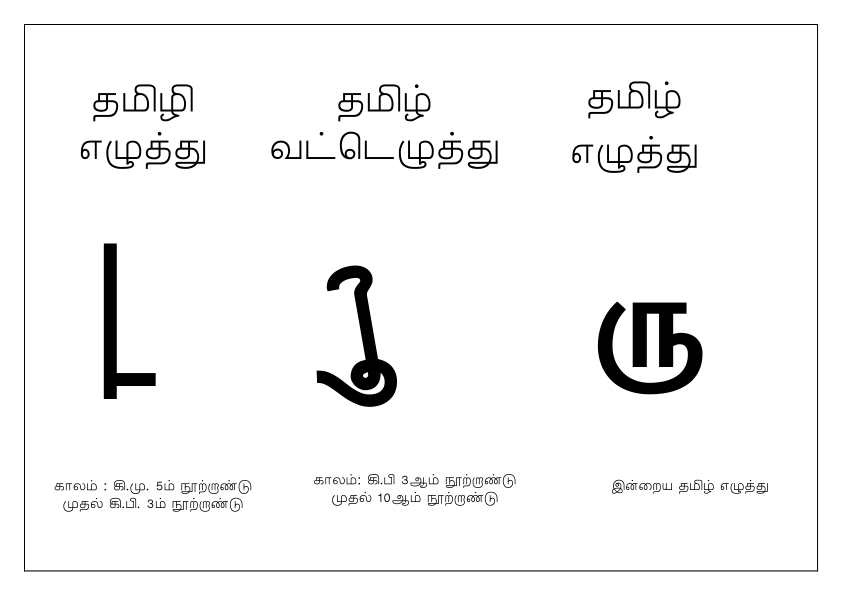 தமிழி
எழுத்து
தமிழ்
வட்டெழுத்து
தமிழ்
எழுத்து
ரு
காலம் : கி.மு. 5ம் நூற்றாண்டு
முதல் கி.பி. 3ம் நூற்றாண்டு
காலம்: கி.பி 3ஆம் நூற்றாண்டு
முதல் 10ஆம் நூற்றாண்டு
இன்றைய தமிழ் எழுத்து